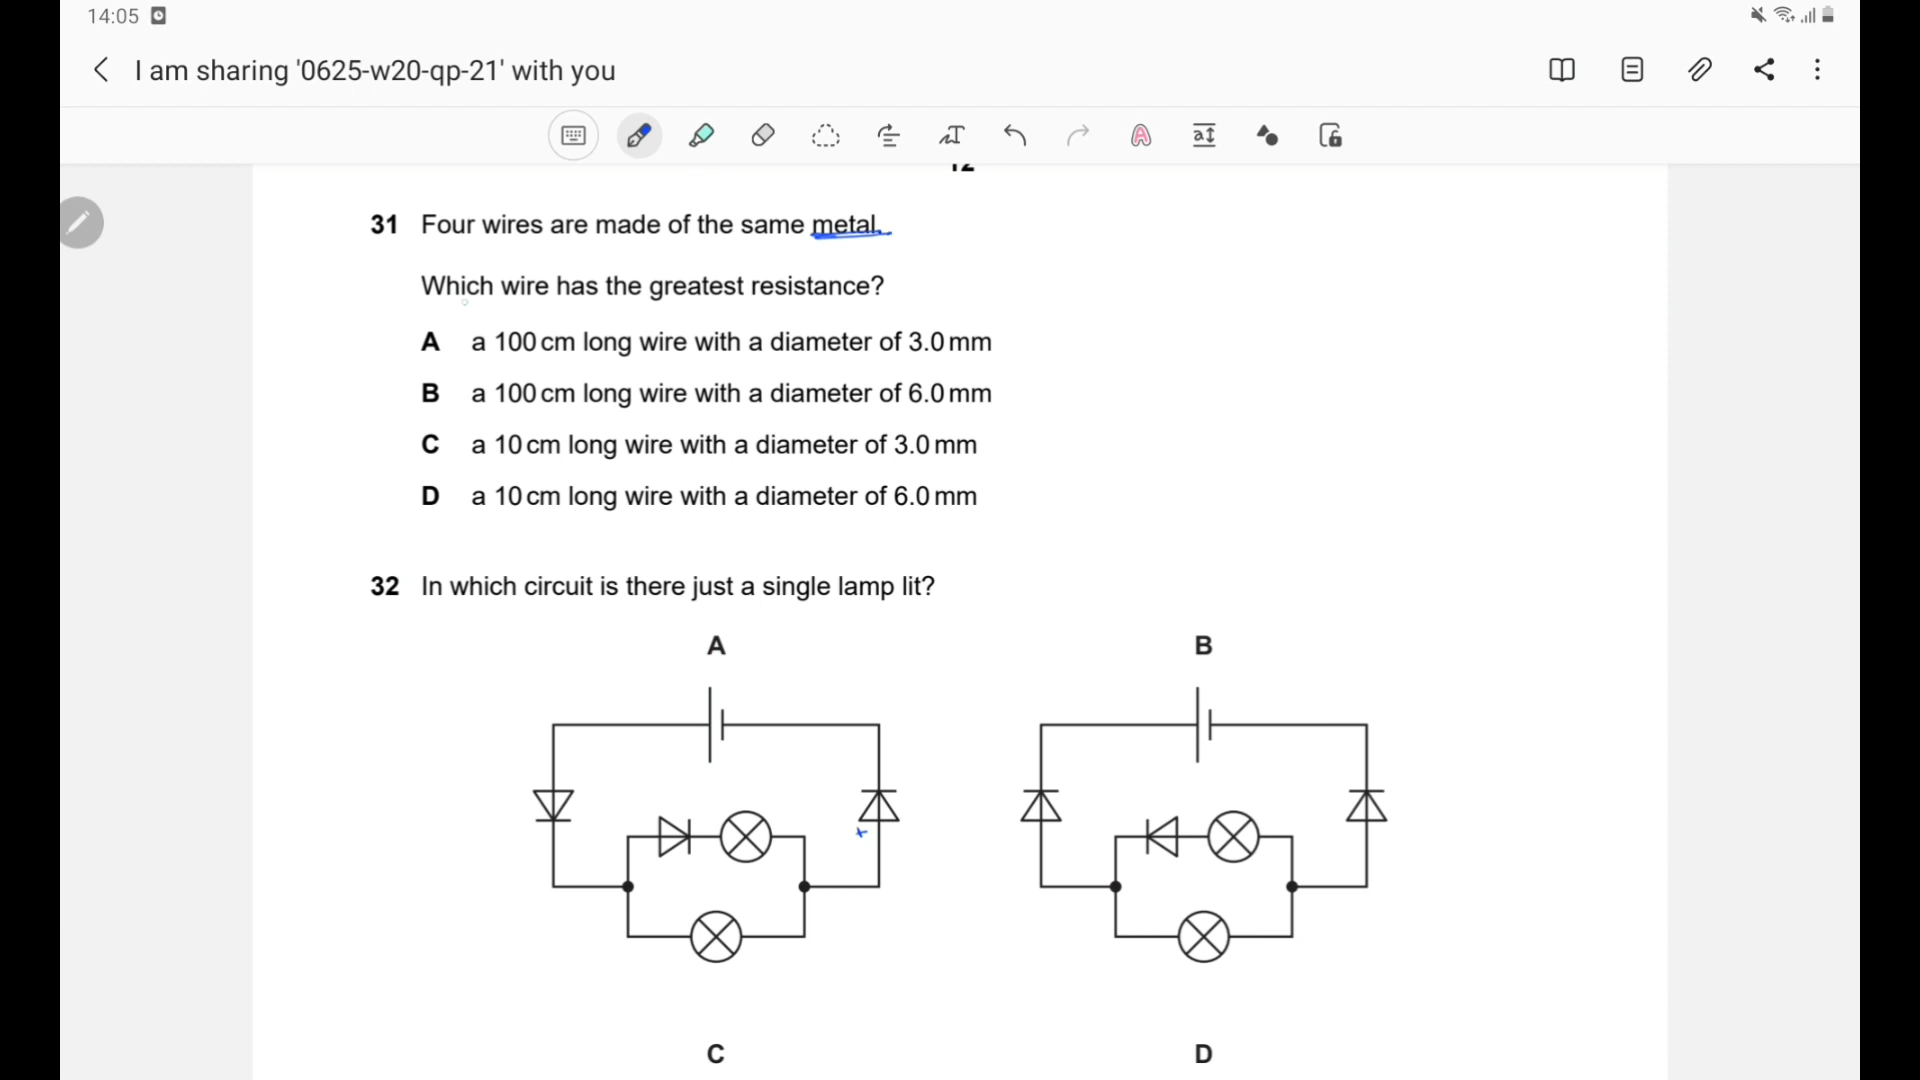 14:05
I am sharing '0625-w20-qp-21' with you
12
31 Four wires are made of the same metal.
Which wire has the greatest resistance?
A a 100 cm long wire with a diameter of 3.0 mm
B a 100 cm long wire with a diameter of 6.0 mm
C a 10 cm long wire with a diameter of 3.0 mm
D a 10 cm long wire with a diameter of 6.0 mm
32 In which circuit is there just a single lamp lit?
A B
C D